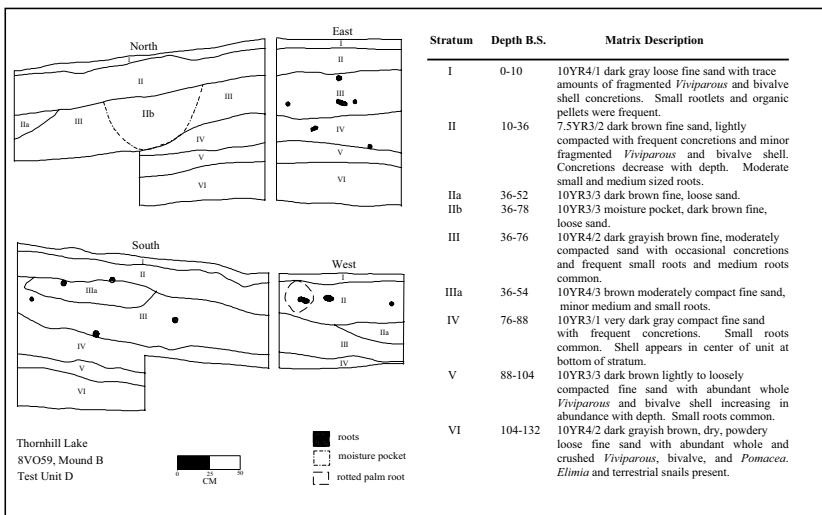 North
I
II
III
IIb
IIa
III
IV
V
VI
East
I
II
III
IV
V
VI
South
I
II
IIIa
III
IV
V
VI
West
I
II
IIa
III
IV
Thornhill Lake
8VO59, Mound B
Test Unit D
0 25 50
CM
roots
moisture pocket
rotted palm root
Stratum Depth B.S. Matrix Description
I 0-10 10YR4/1 dark gray loose fine sand with trace
amounts of fragmented Viviparous and bivalve
shell concretions. Small rootlets and organic
pellets were frequent.
II 10-36 7.5YR3/2 dark brown fine sand, lightly
compacted with frequent concretions and minor
fragmented Viviparous and bivalve shell.
Concretions decrease with depth. Moderate
small and medium sized roots.
IIa 36-52 10YR3/3 dark brown fine, loose sand.
IIb 36-78 10YR3/3 moisture pocket, dark brown fine,
loose sand.
III 36-76 10YR4/2 dark grayish brown fine, moderately
compacted sand with occasional concretions
and frequent small roots and medium roots
common.
IIIa 36-54 10YR4/3 brown moderately compact fine sand,
minor medium and small roots.
IV 76-88 10YR3/1 very dark gray compact fine sand
with frequent concretions. Small roots
common. Shell appears in center of unit at
bottom of stratum.
V 88-104 10YR3/3 dark brown lightly to loosely
compacted fine sand with abundant whole
Viviparous and bivalve shell increasing in
abundance with depth. Small roots common.
VI 104-132 10YR4/2 dark grayish brown, dry, powdery
loose fine sand with abundant whole and
crushed Viviparous, bivalve, and Pomacea.
Elimia and terrestrial snails present.